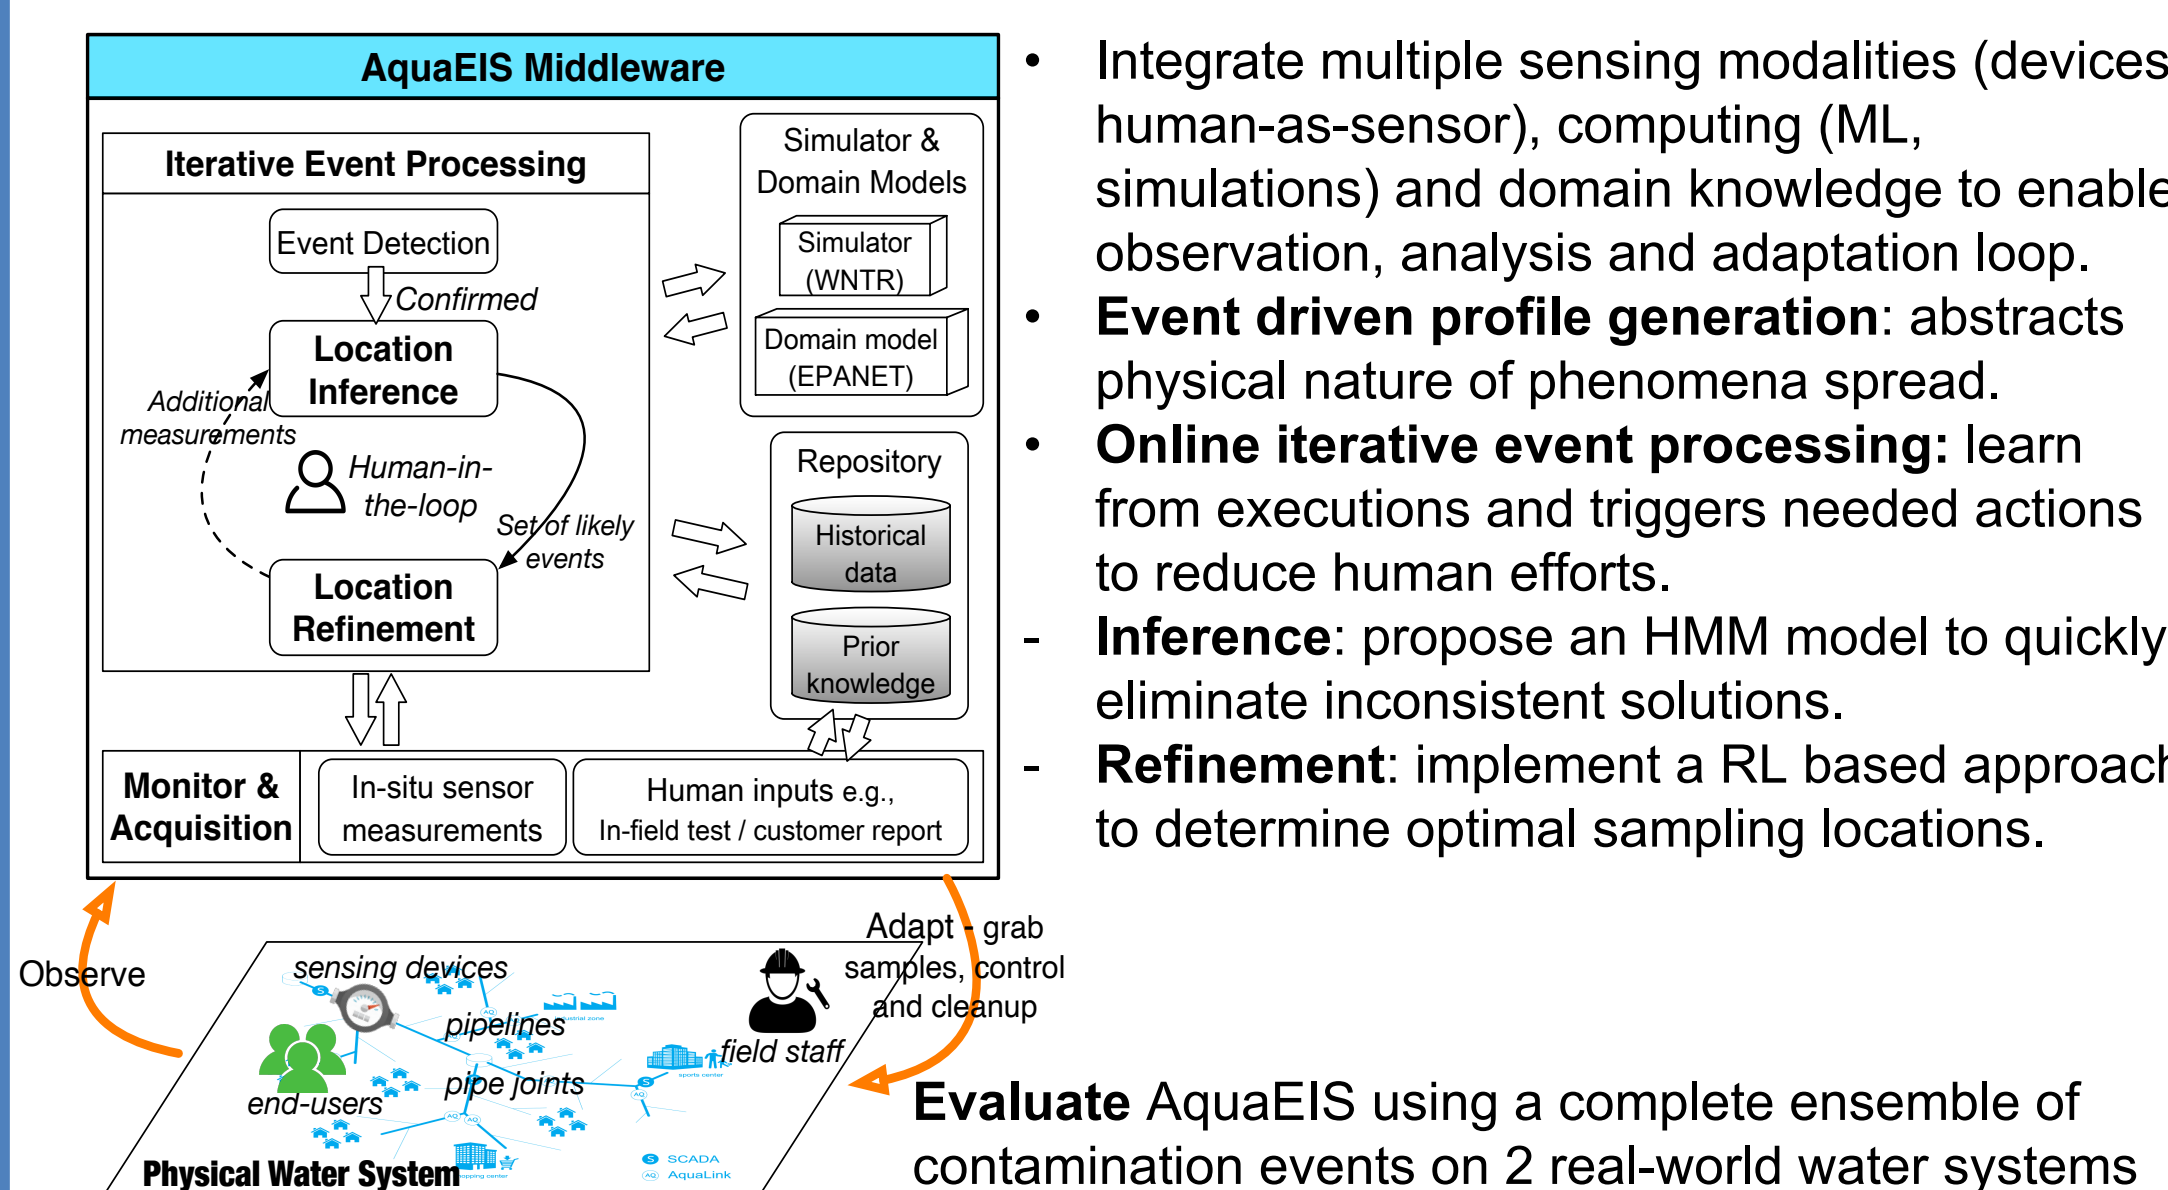 AquaEIS Middleware
Iterative Event Processing
Event Detection
Confirmed
Location
Inference
Additional
measurements
Human-in-
the-loop
Set of likely
events
Location
Refinement
Simulator &
Domain Models
Simulator
(WNTR)
Domain model
(EPANET)
Repository
Historical
data
Prior
knowledge
Monitor &
Acquisition
In-situ sensor
measurements
Human inputs e.g.,
In-field test / customer report
Observe
Adapt - grab
samples, control
and cleanup
sensing devices
pipelines
industrial zone
field staff
sports center
pipe joints
end-users
Physical Water System
shopping center
S SCADA
AQ AquaLink
• Integrate multiple sensing modalities (devices
human-as-sensor), computing (ML,
simulations) and domain knowledge to enable
observation, analysis and adaptation loop.
• Event driven profile generation: abstracts
physical nature of phenomena spread.
• Online iterative event processing: learn
from executions and triggers needed actions
to reduce human efforts.
- Inference: propose an HMM model to quickly
eliminate inconsistent solutions.
- Refinement: implement a RL based approach
to determine optimal sampling locations.
Evaluate AquaEIS using a complete ensemble of
contamination events on 2 real-world water systems